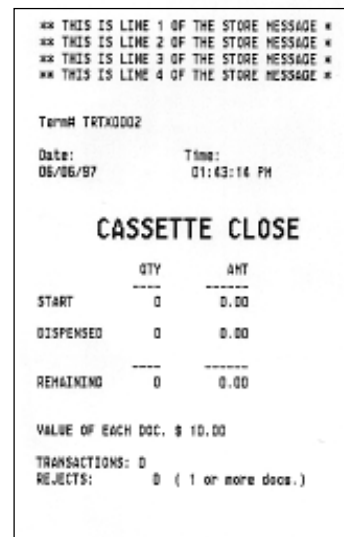 ** THIS IS LINE 1 OF THE STORE MESSAGE *
** THIS IS LINE 2 OF THE STORE MESSAGE *
** THIS IS LINE 3 OF THE STORE MESSAGE *
** THIS IS LINE 4 OF THE STORE MESSAGE *
Term# TRTX0002
Date: Time:
06/06/97 01:43:14 PM
CASSETTE CLOSE
QTY AMT
---- ------
START 0 0.00
DISPENSED 0 0.00
---- ------
REMAINING 0 0.00
VALUE OF EACH DOC. $ 10.00
TRANSACTIONS: 0
REJECTS: 0 ( 1 or more docs.)